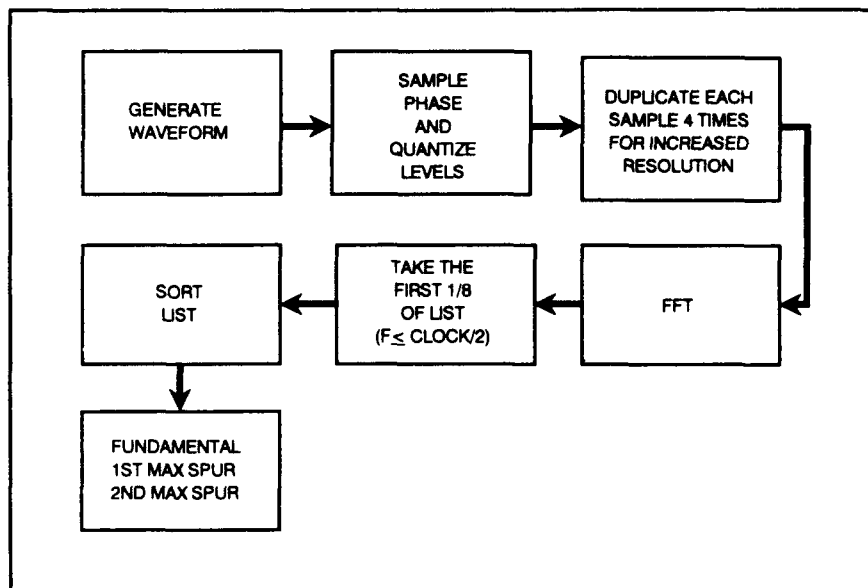 GENERATE
WAVEFORM
SAMPLE
PHASE
AND
QUANTIZE
LEVELS
DUPLICATE EACH
SAMPLE 4 TIMES
FOR INCREASED
RESOLUTION
FFT
TAKE THE
FIRST 1/8
OF LIST
(F≤ CLOCK/2)
SORT
LIST
FUNDAMENTAL
1ST MAX SPUR
2ND MAX SPUR